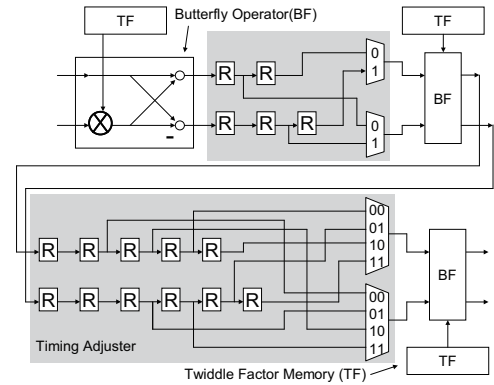 TF
Butterfly Operator(BF)
TF
R R
0
1
BF
R R R
-
0
1
R R R R R
00
01
10
11
BF
R R R R R R
00
01
10
11
Timing Adjuster
TF
Twiddle Factor Memory (TF)